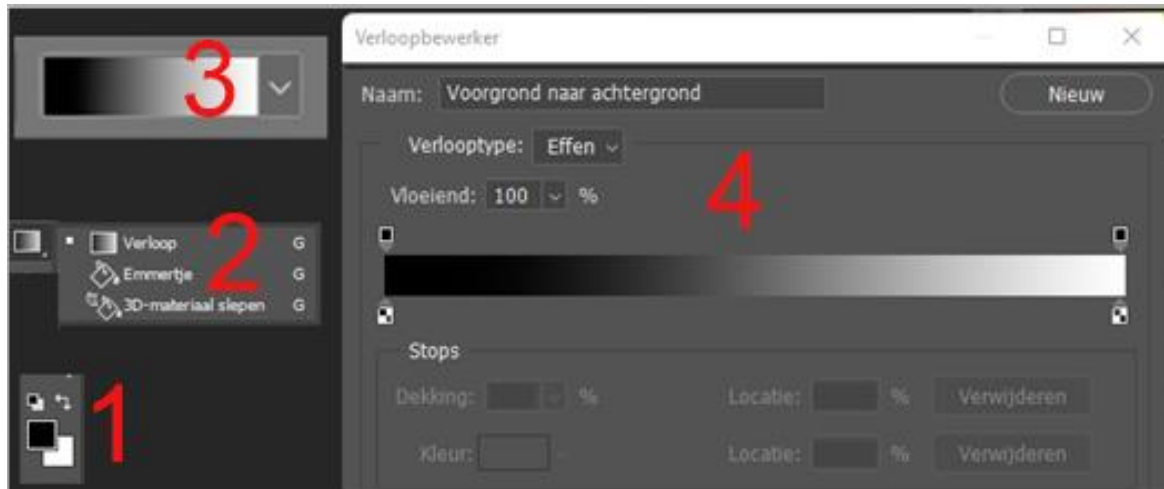 3
Verloopbewerker
Naam: Voorgrond naar achtergrond
Nieuw
Verlooptype: Effen
4
Vloeiend: 100 %
2
Verloop G
Emmertje G
3D-materiaal slepen G
Stops
Dekking: % Locatie: % Verwijderen
1
Kleur: Locatie: % Verwijderen